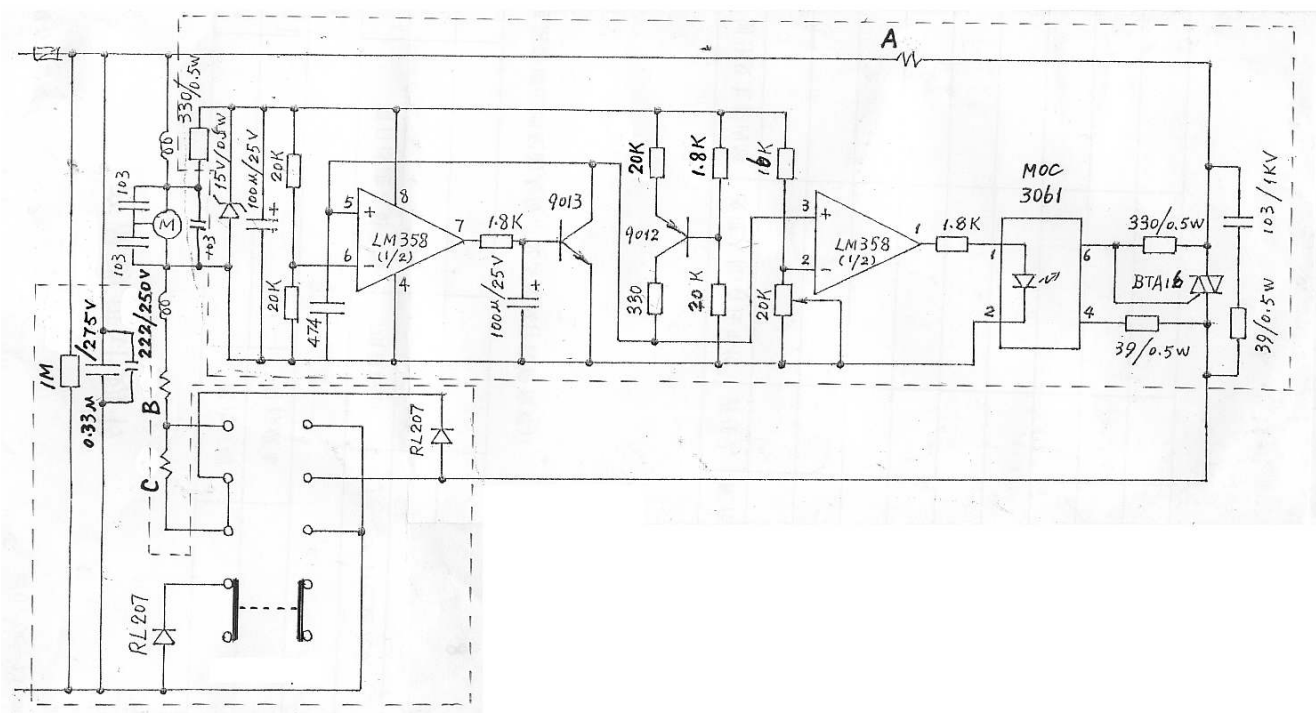 A
330/0.5W
15V/0.5W
100μ/25V
20K
20K
103
103
103
M
5
+
6
−
8
4
7
LM358
(1/2)
474
1.8K
9013
100μ/25V
+
+
20K
1.8K
9012
330
20K
3
+
2
−
1
LM358
(1/2)
20K
1.8K
MOC
3061
1
2
6
4
330/0.5W
BTA16
39/0.5W
103/1KV
39/0.5W
1M
0.33μ/275V
222/250V
B
C
RL207
RL207